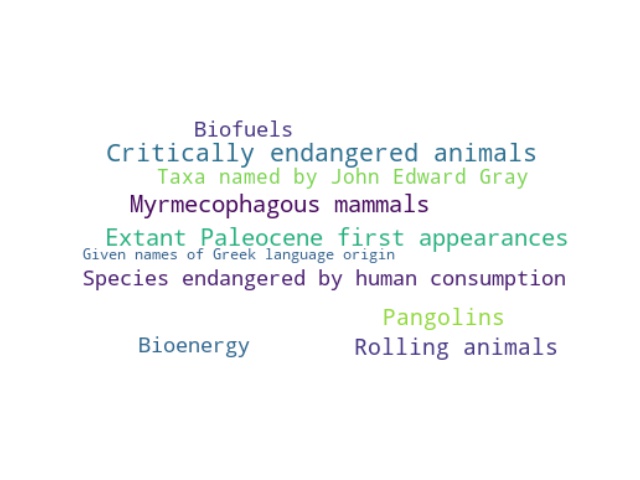 Biofuels
Critically endangered animals
Taxa named by John Edward Gray
Myrmecophagous mammals
Extant Paleocene first appearances
Given names of Greek language origin
Species endangered by human consumption
Pangolins
Bioenergy
Rolling animals